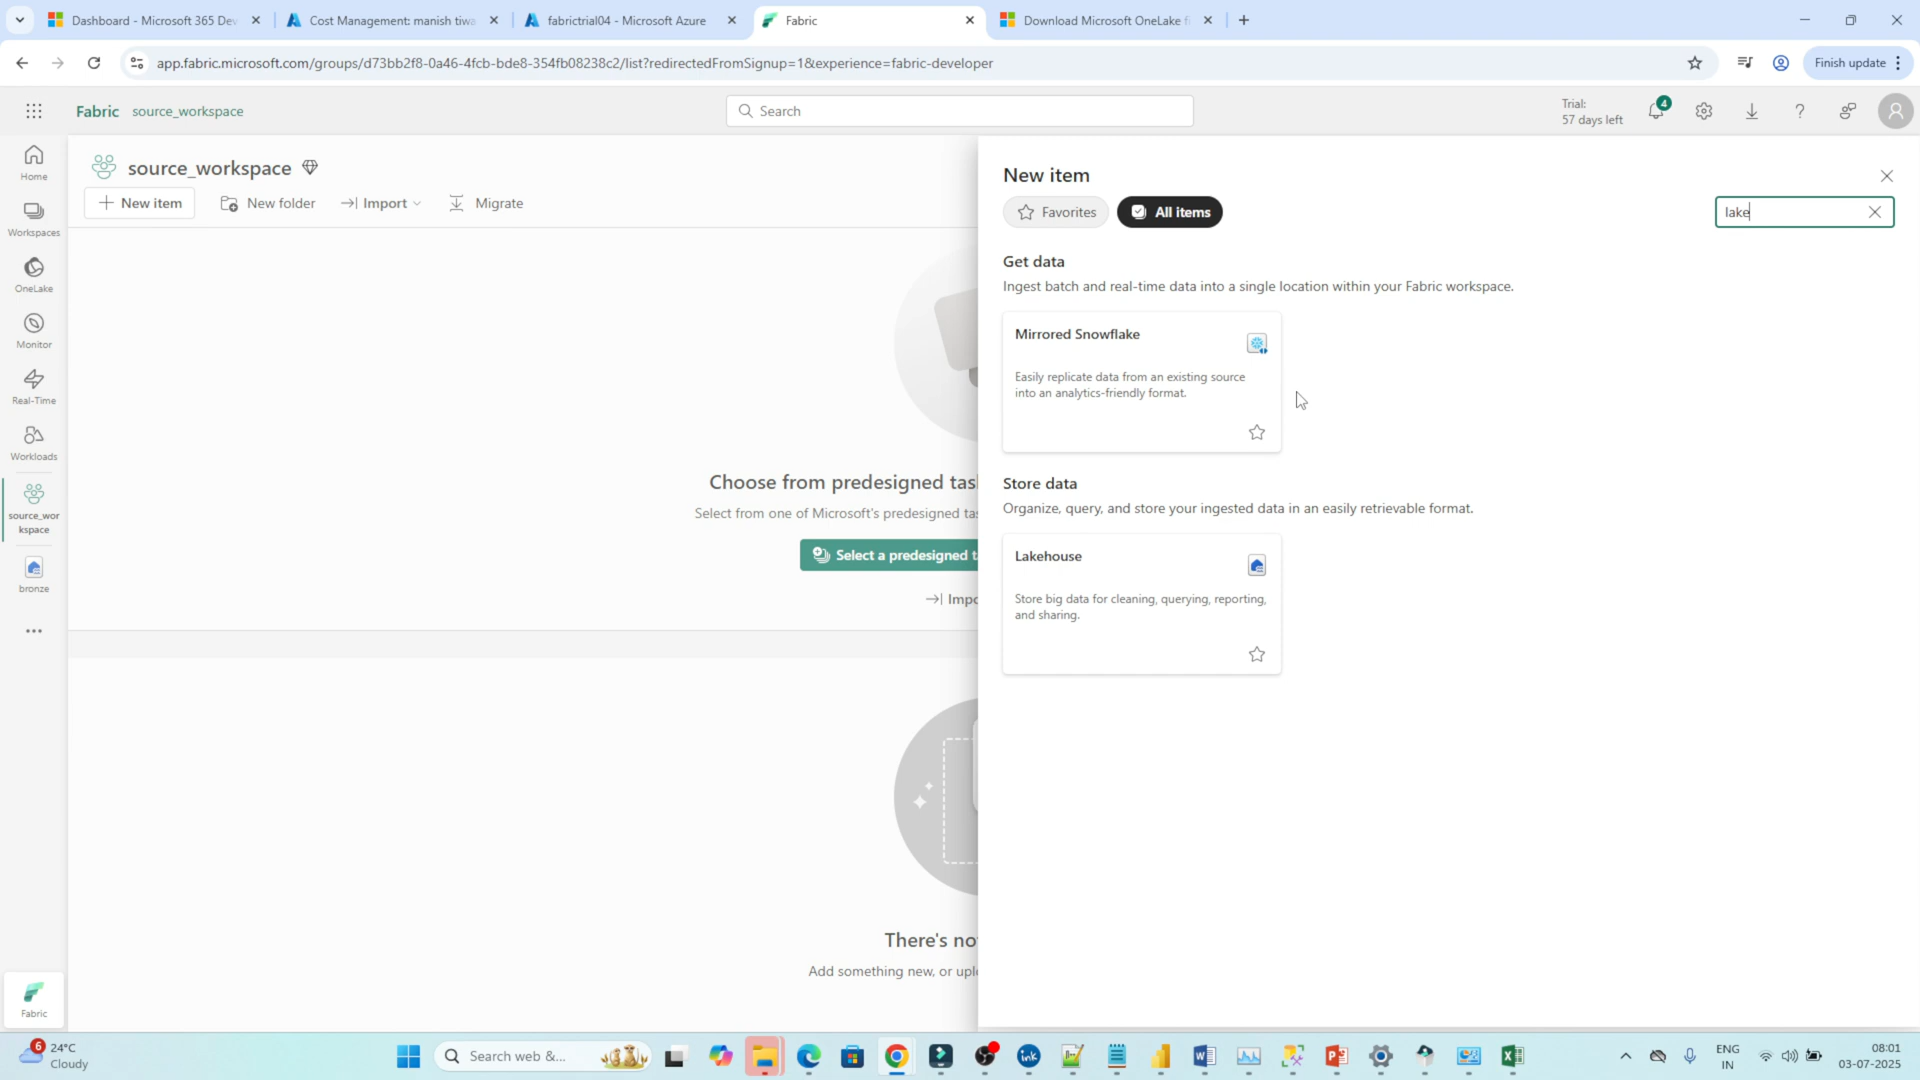 Dashboard - Microsoft 365 Dev
Cost Management: manish tiwa
fabrictrial04 - Microsoft Azure
Fabric
Download Microsoft OneLake fi
app.fabric.microsoft.com/groups/d73bb2f8-0a46-4fcb-bde8-354fb08238c2/list?redirectedFromSignup=1&experience=fabric-developer
Finish update
Fabric source_workspace
Search
Trial:
57 days left
4
Home
Workspaces
OneLake
Monitor
Real-Time
Workloads
source_wor
kspace
bronze
Fabric
source_workspace
New item
New folder
Import
Migrate
Choose from predesigned tas
Select from one of Microsoft's predesigned tas
Select a predesigned t
Impo
There's no
Add something new, or uplo
New item
Favorites
All items
lake
Get data
Ingest batch and real-time data into a single location within your Fabric workspace.
Mirrored Snowflake
Easily replicate data from an existing source
into an analytics-friendly format.
Store data
Organize, query, and store your ingested data in an easily retrievable format.
Lakehouse
Store big data for cleaning, querying, reporting,
and sharing.
6
24°C
Cloudy
Search web &...
ink
ENG
IN
08:01
03-07-2025